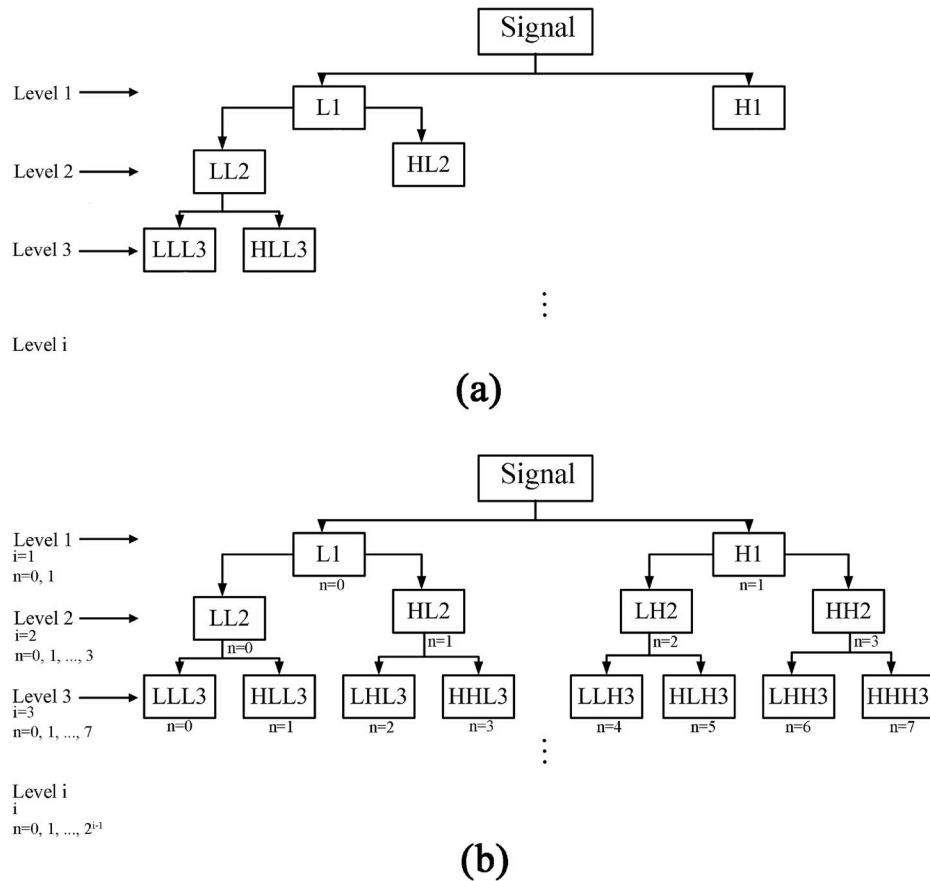 Signal
Level 1
L1
H1
Level 2
LL2
HL2
Level 3
LLL3
HLL3
Level i
(a)
Signal
Level 1
i=1
n=0, 1
L1
n=0
H1
n=1
Level 2
i=2
n=0, 1, ..., 3
LL2
n=0
HL2
n=1
LH2
n=2
HH2
n=3
Level 3
i=3
n=0, 1, ..., 7
LLL3
n=0
HLL3
n=1
LHL3
n=2
HHL3
n=3
LLH3
n=4
HLH3
n=5
LHH3
n=6
HHH3
n=7
Level i
i
n=0, 1, ..., 2^{i-1}
(b)